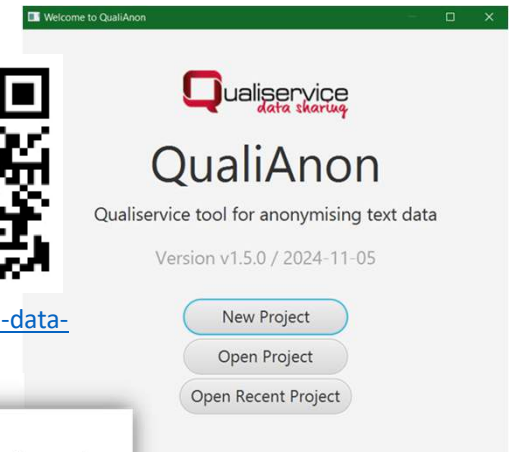 Welcome to QualiAnon
Qualiservice
data sharing
QualiAnon
Qualiservice tool for anonymising text data
Version v1.5.0 / 2024-11-05
-data-
New Project
Open Project
Open Recent Project